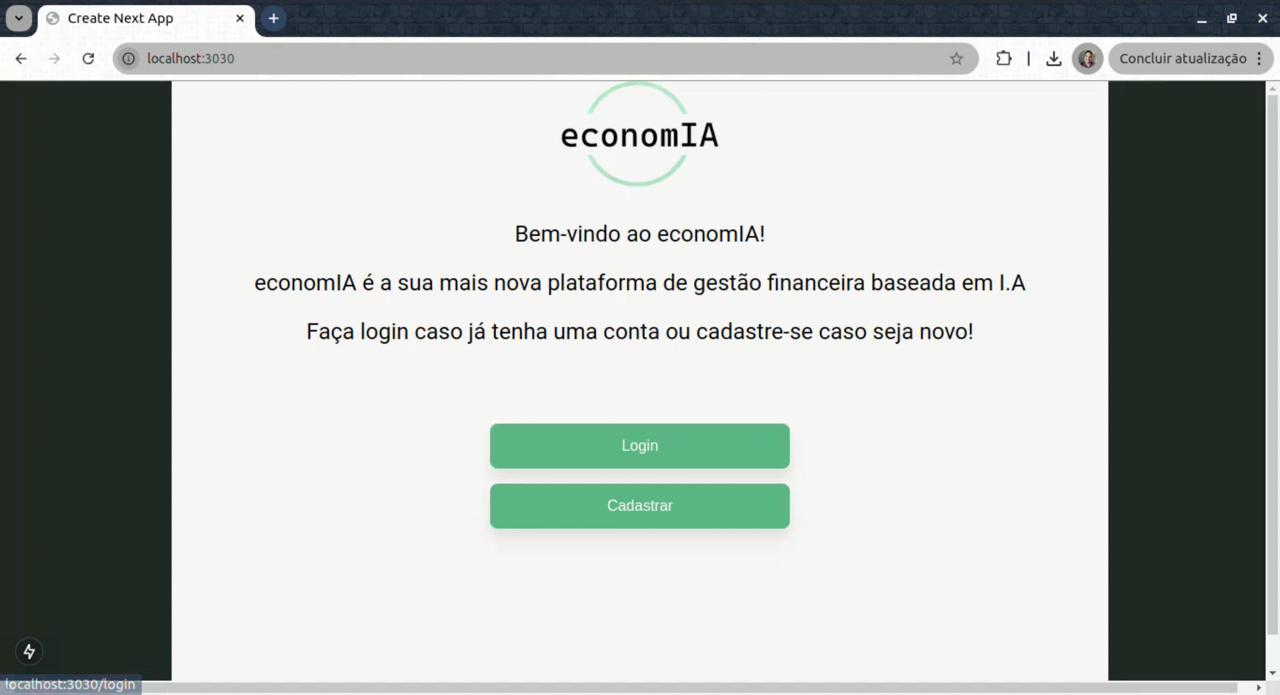 Create Next App
localhost:3030
Concluir atualização
economIA
Bem-vindo ao economIA!
economIA é a sua mais nova plataforma de gestão financeira baseada em I.A
Faça login caso já tenha uma conta ou cadastre-se caso seja novo!
Login
Cadastrar
localhost:3030/login